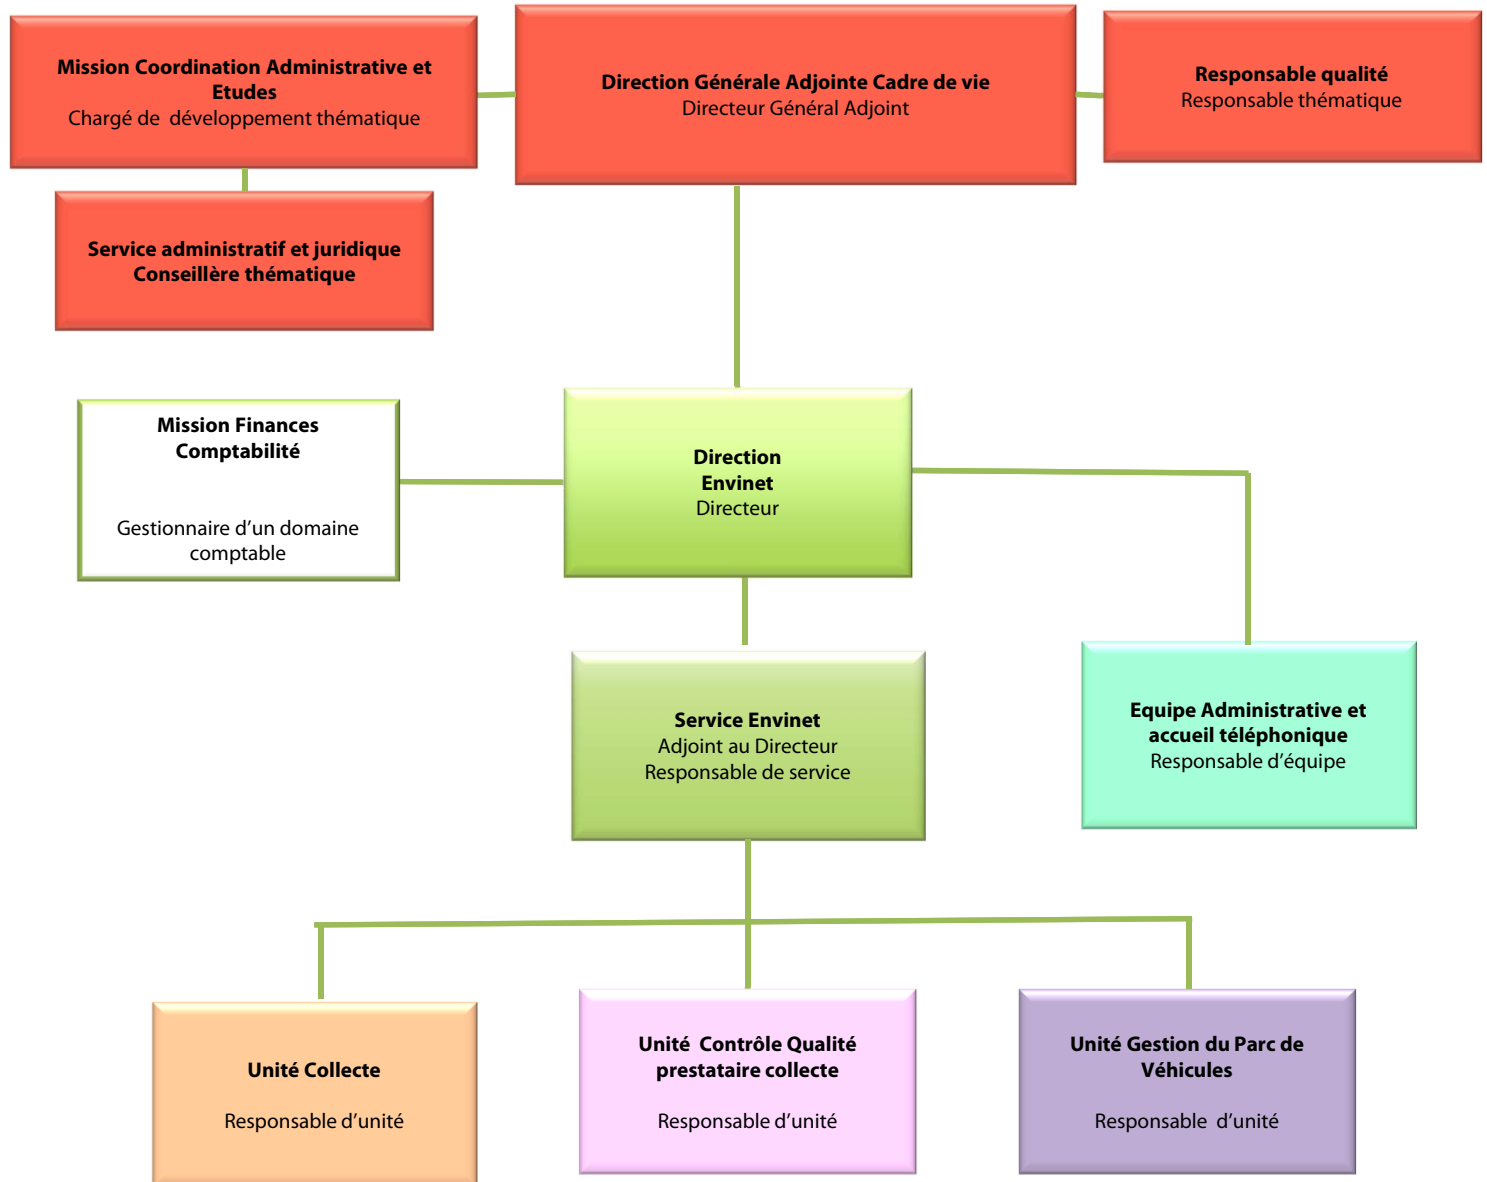 Mission Coordination Administrative et
Etudes
Chargé de développement thématique
Direction Générale Adjointe Cadre de vie
Directeur Général Adjoint
Responsable qualité
Responsable thématique
Service administratif et juridique
Conseillère thématique
Mission Finances
Comptabilité
Gestionnaire d’un domaine
comptable
Direction
Envinet
Directeur
Service Envinet
Adjoint au Directeur
Responsable de service
Equipe Administrative et
accueil téléphonique
Responsable d’équipe
Unité Collecte
Responsable d’unité
Unité Contrôle Qualité
prestataire collecte
Responsable d’unité
Unité Gestion du Parc de
Véhicules
Responsable d’unité